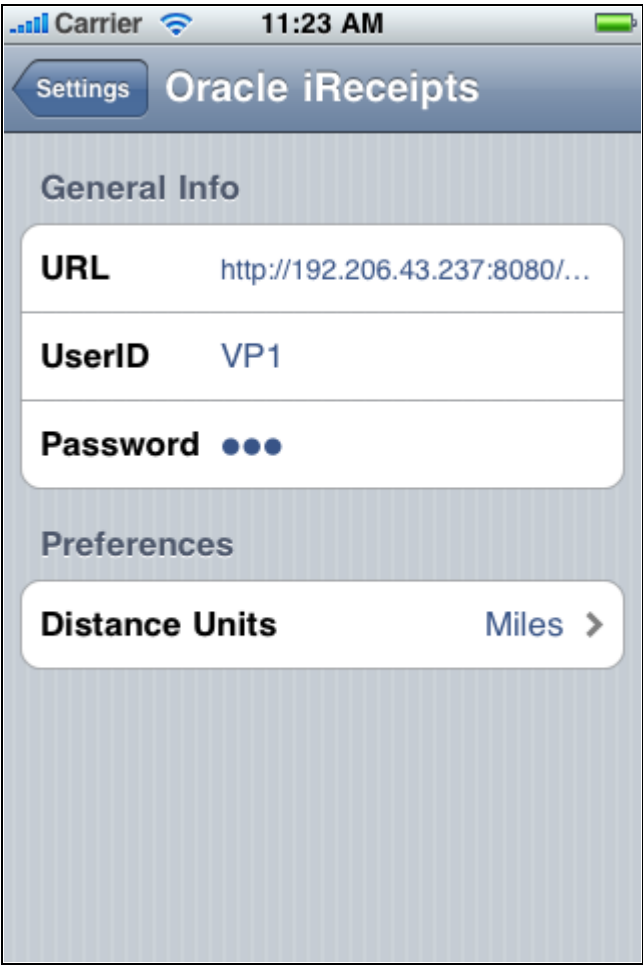 Carrier 11:23 AM
Settings Oracle iReceipts
General Info
URL http://192.206.43.237:8080/...
UserID VP1
Password ●●●
Preferences
Distance Units Miles